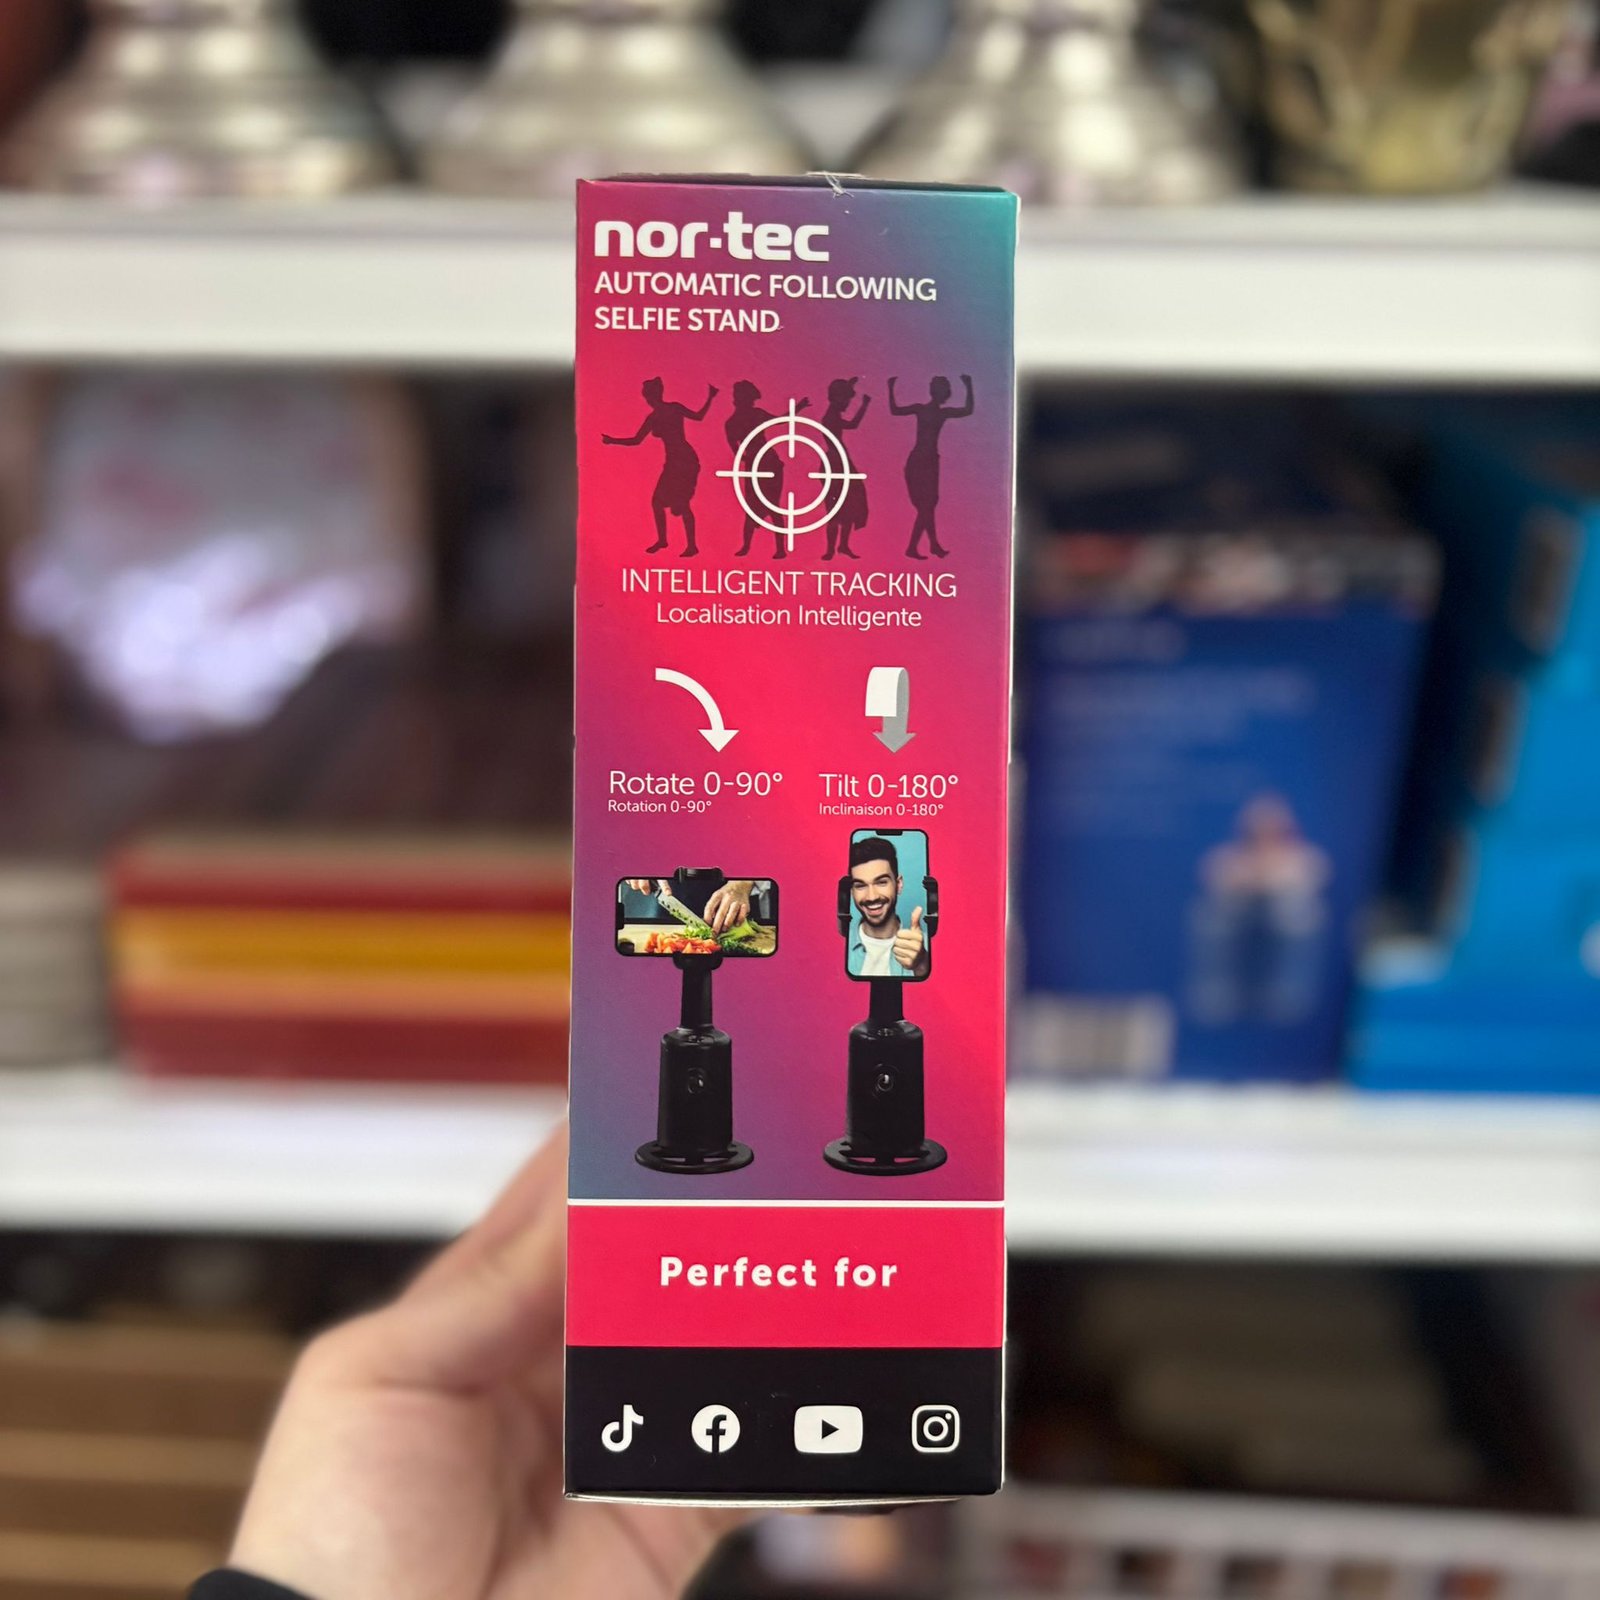 nor·tec
AUTOMATIC FOLLOWING
SELFIE STAND
INTELLIGENT TRACKING
Localisation Intelligente
Rotate 0-90°
Rotation 0-90°
Tilt 0-180°
Inclinaison 0-180°
Perfect for